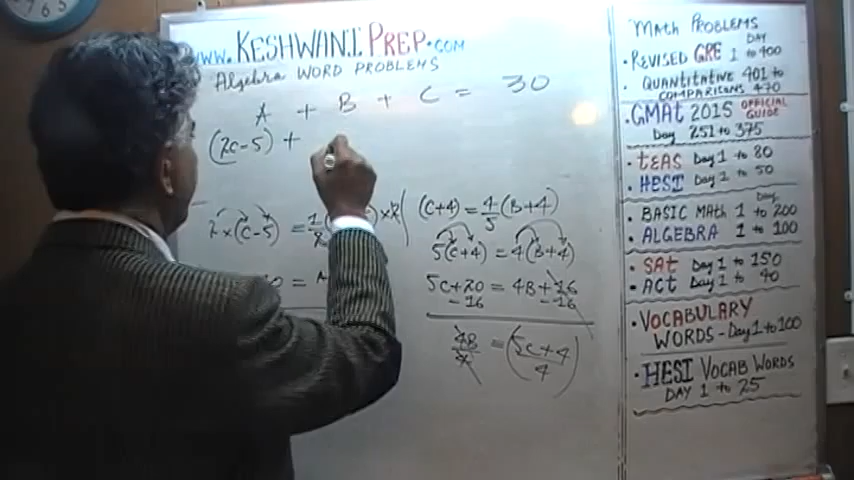 www.KESHWANI PREP.COM
Algebra WORD PROBLEMS
A + B + C = 30
(2C-5) +
2×(C-5) = 1/2 ×2
(C+4) = 4/5 (B+4)
5(C+4) = 4(B+4)
5C+20 = 4B+16
-16 -16
4B/4 = (5C+4/4)
MATH PROBLEMS
DAY
• REVISED GRE 1 to 400
• QUANTITATIVE 401 to
COMPARISONS 470
• GMAT 2015 OFFICIAL
GUIDE
Day 251 to 375
• TEAS Day 1 to 80
• HESI Day 1 to 50
Day
• BASIC MATH 1 to 200
• ALGEBRA 1 to 100
• SAT Day 1 to 150
• ACT Day 1 to 40
• VOCABULARY
WORDS - Day 1 to 100
• HESI VOCAB WORDS
DAY 1 to 25